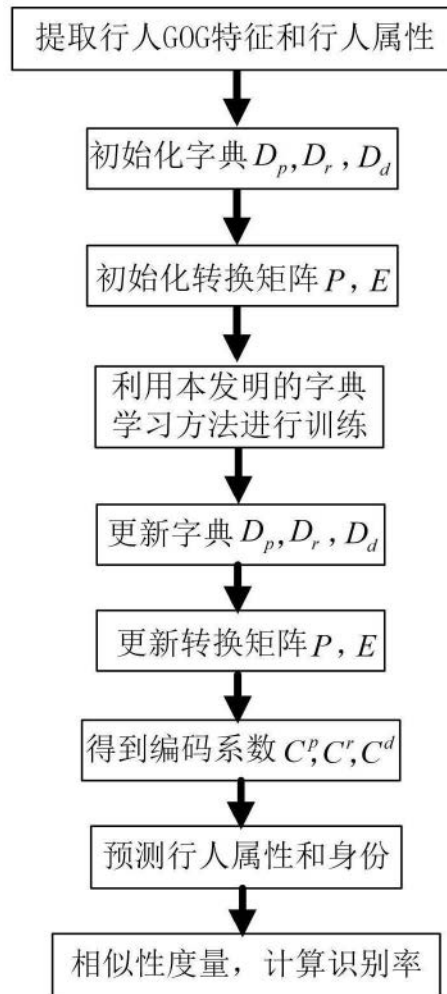 提取行人GOG特征和行人属性
初始化字典 D_p, D_r, D_d
初始化转换矩阵 P, E
利用本发明的字典
学习方法进行训练
更新字典 D_p, D_r, D_d
更新转换矩阵 P, E
得到编码系数 C^p, C^r, C^d
预测行人属性和身份
相似性度量，计算识别率